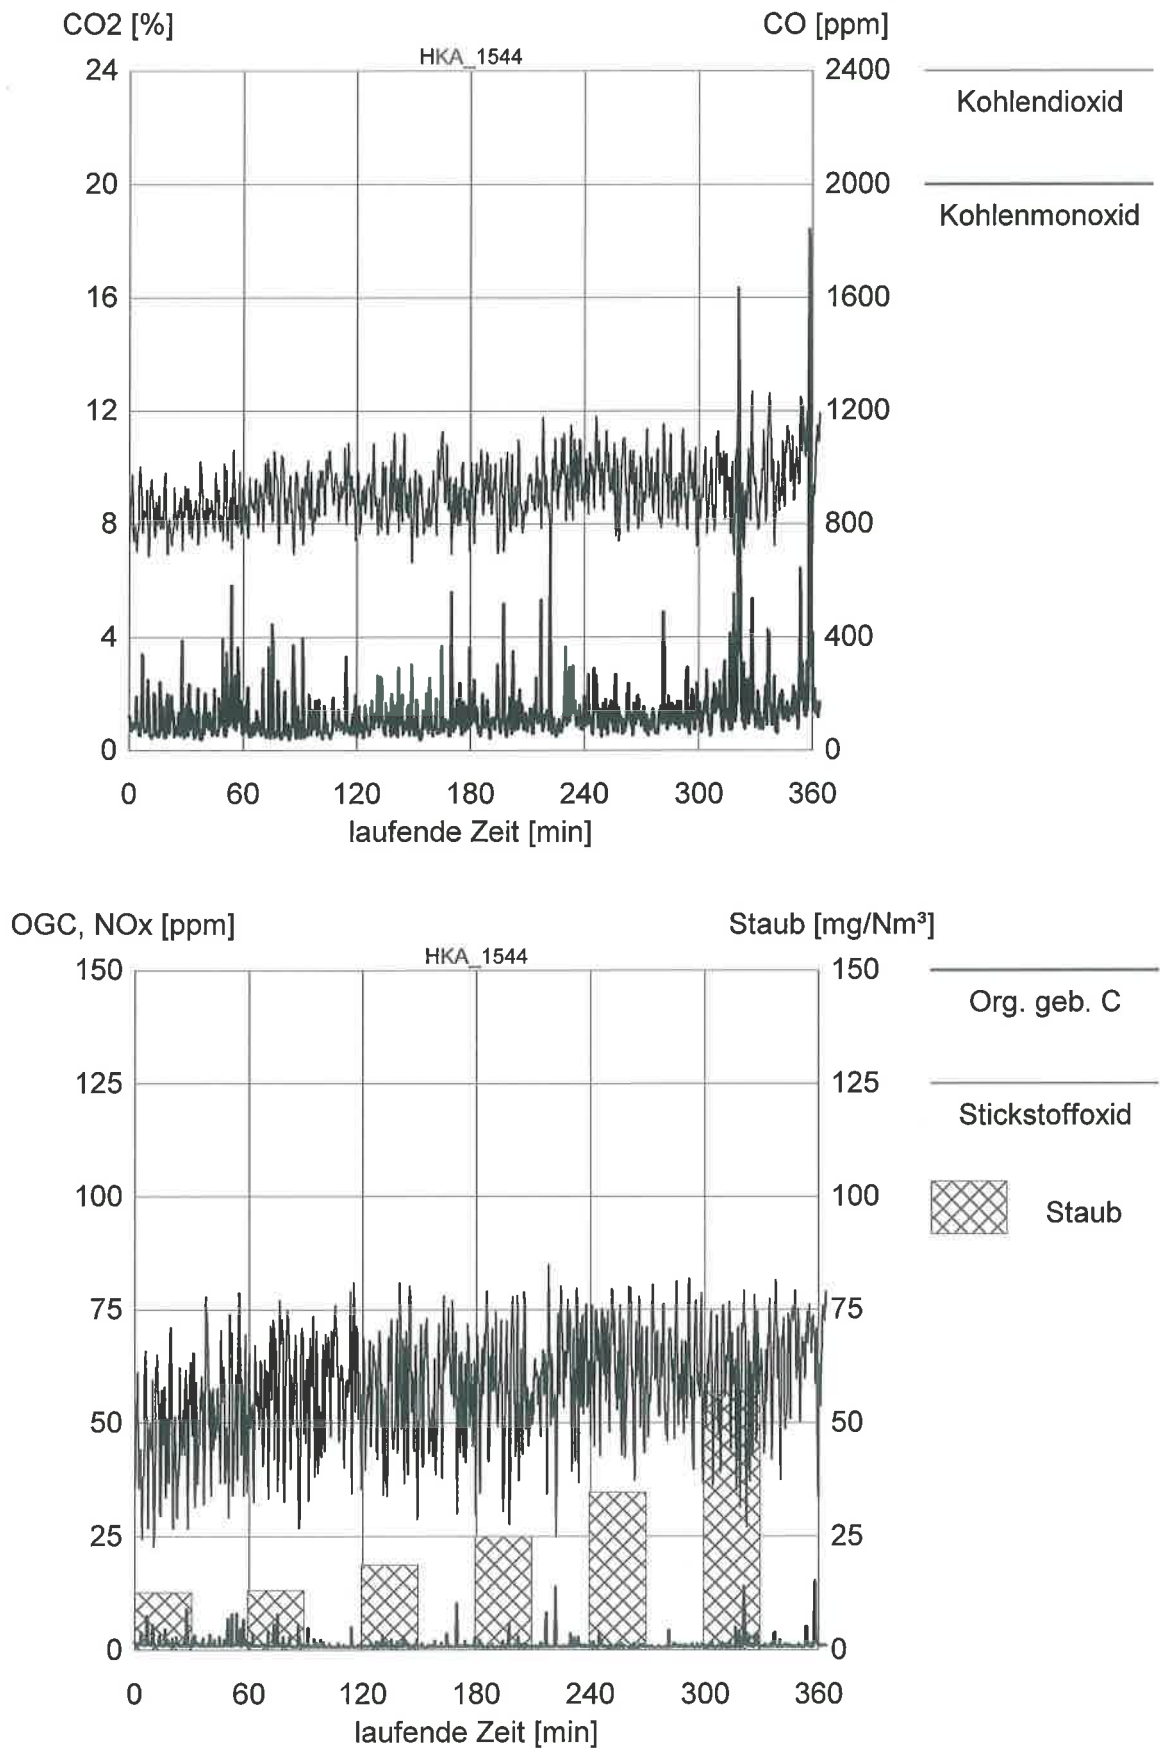 CO2 [%]
CO [ppm]
HKA_1544
24
2400
Kohlendioxid
20
2000
Kohlenmonoxid
16
1600
12
1200
8
800
4
400
0
0
0 60 120 180 240 300 360
laufende Zeit [min]
OGC, NOx [ppm]
Staub [mg/Nm³]
HKA_1544
150
150
Org. geb. C
125
125
Stickstoffoxid
100
100
Staub
75
75
50
50
25
25
0
0
0 60 120 180 240 300 360
laufende Zeit [min]